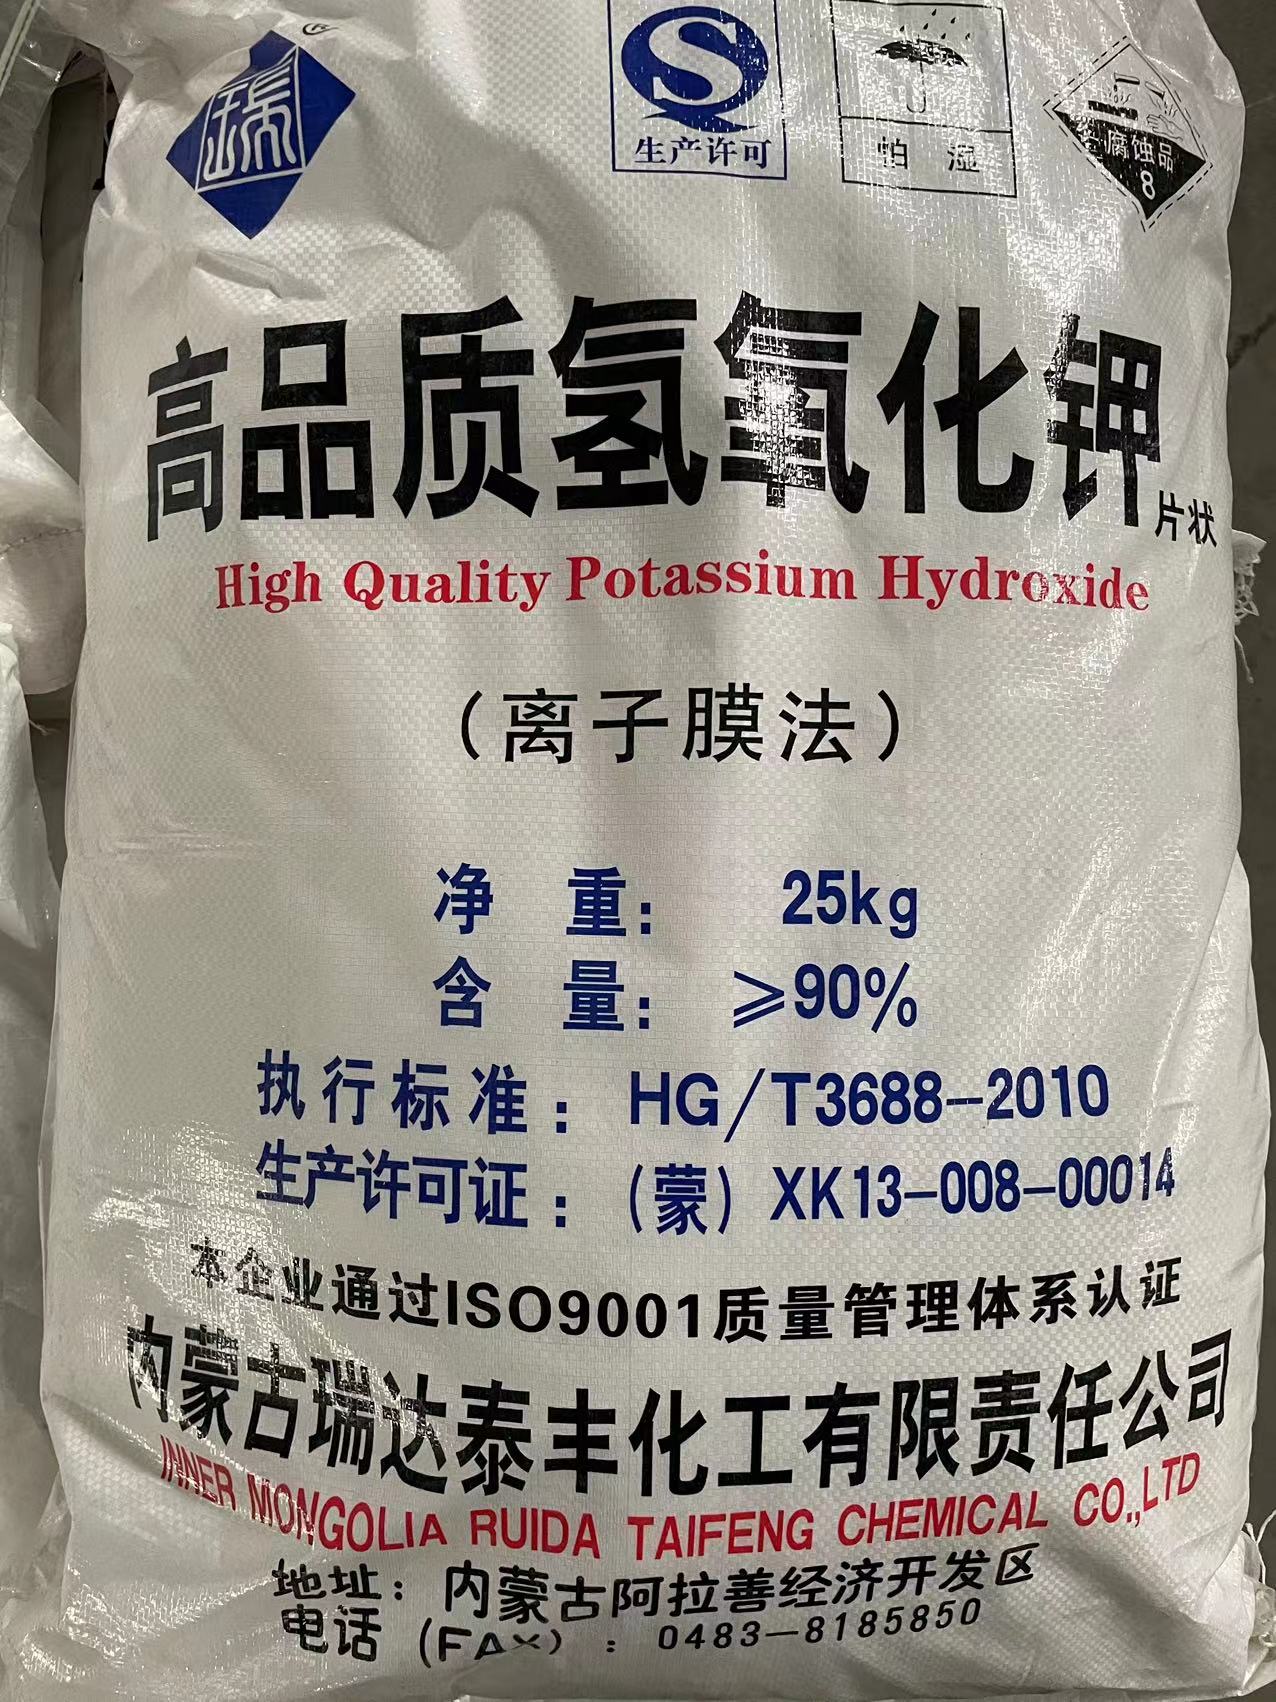 瑞
®
S
生产许可
怕 湿
腐蚀品
8
高品质氢氧化钾
片状
High Quality Potassium Hydroxide
（离子膜法）
净 重： 25kg
含 量： ≥90%
执行标准： HG/T3688-2010
生产许可证： (蒙) XK13-008-00014
本企业通过ISO9001质量管理体系认证
内蒙古瑞达泰丰化工有限责任公司
INNER MONGOLIA RUIDA TAIFENG CHEMICAL CO.,LTD
地址：内蒙古阿拉善经济开发区
电话 (FAX)：0483-8185850